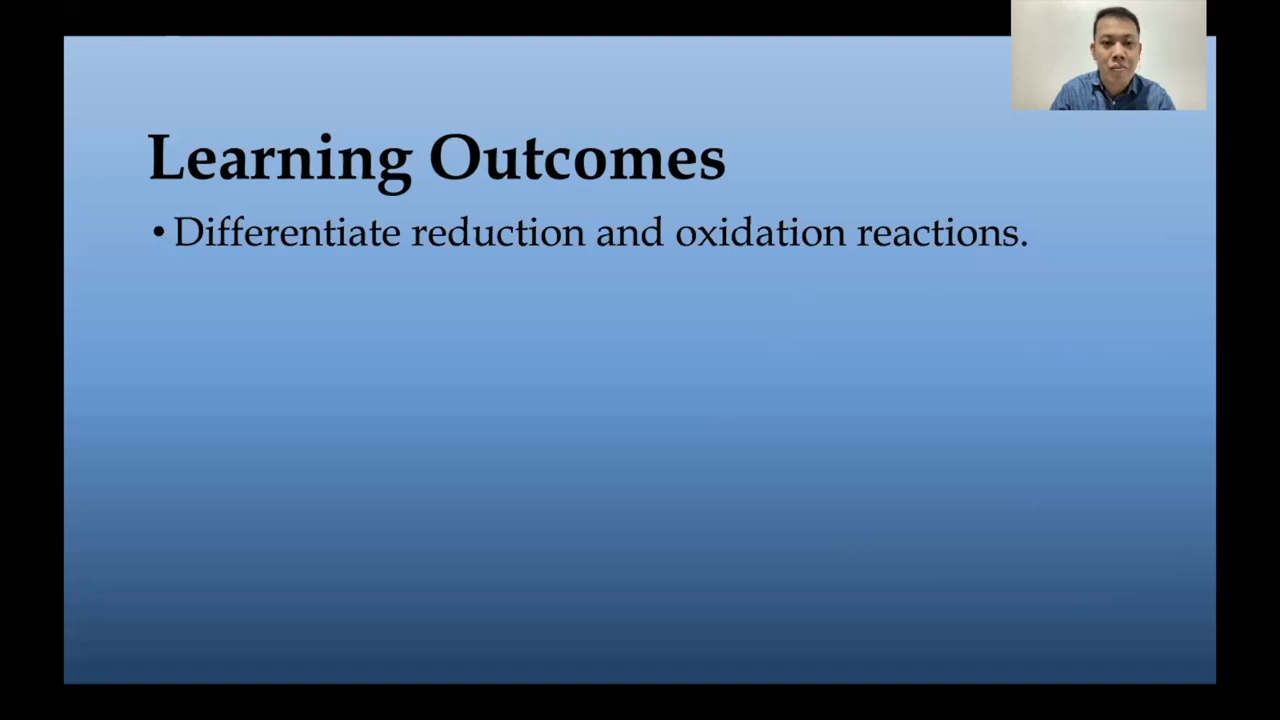 Learning Outcomes
• Differentiate reduction and oxidation reactions.